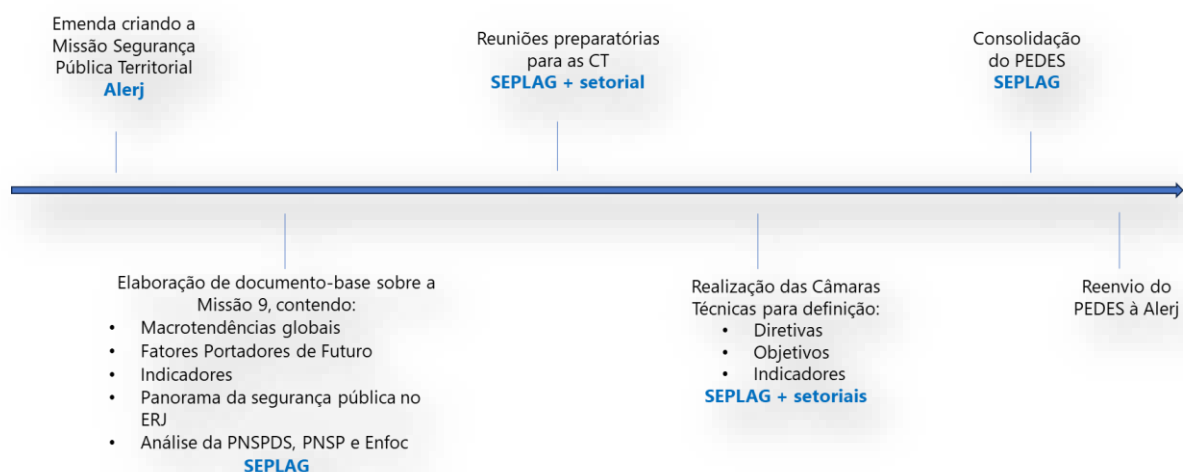 Emenda criando a
Missão Segurança
Pública Territorial
Alerj
Elaboração de documento-base sobre a
Missão 9, contendo:
• Macrotendências globais
• Fatores Portadores de Futuro
• Indicadores
• Panorama da segurança pública no
ERJ
• Análise da PNSPDS, PNSP e Enfoc
SEPLAG
Reuniões preparatórias
para as CT
SEPLAG + setorial
Realização das Câmaras
Técnicas para definição:
• Diretivas
• Objetivos
• Indicadores
SEPLAG + setoriais
Consolidação
do PEDES
SEPLAG
Reenvio do
PEDES à Alerj